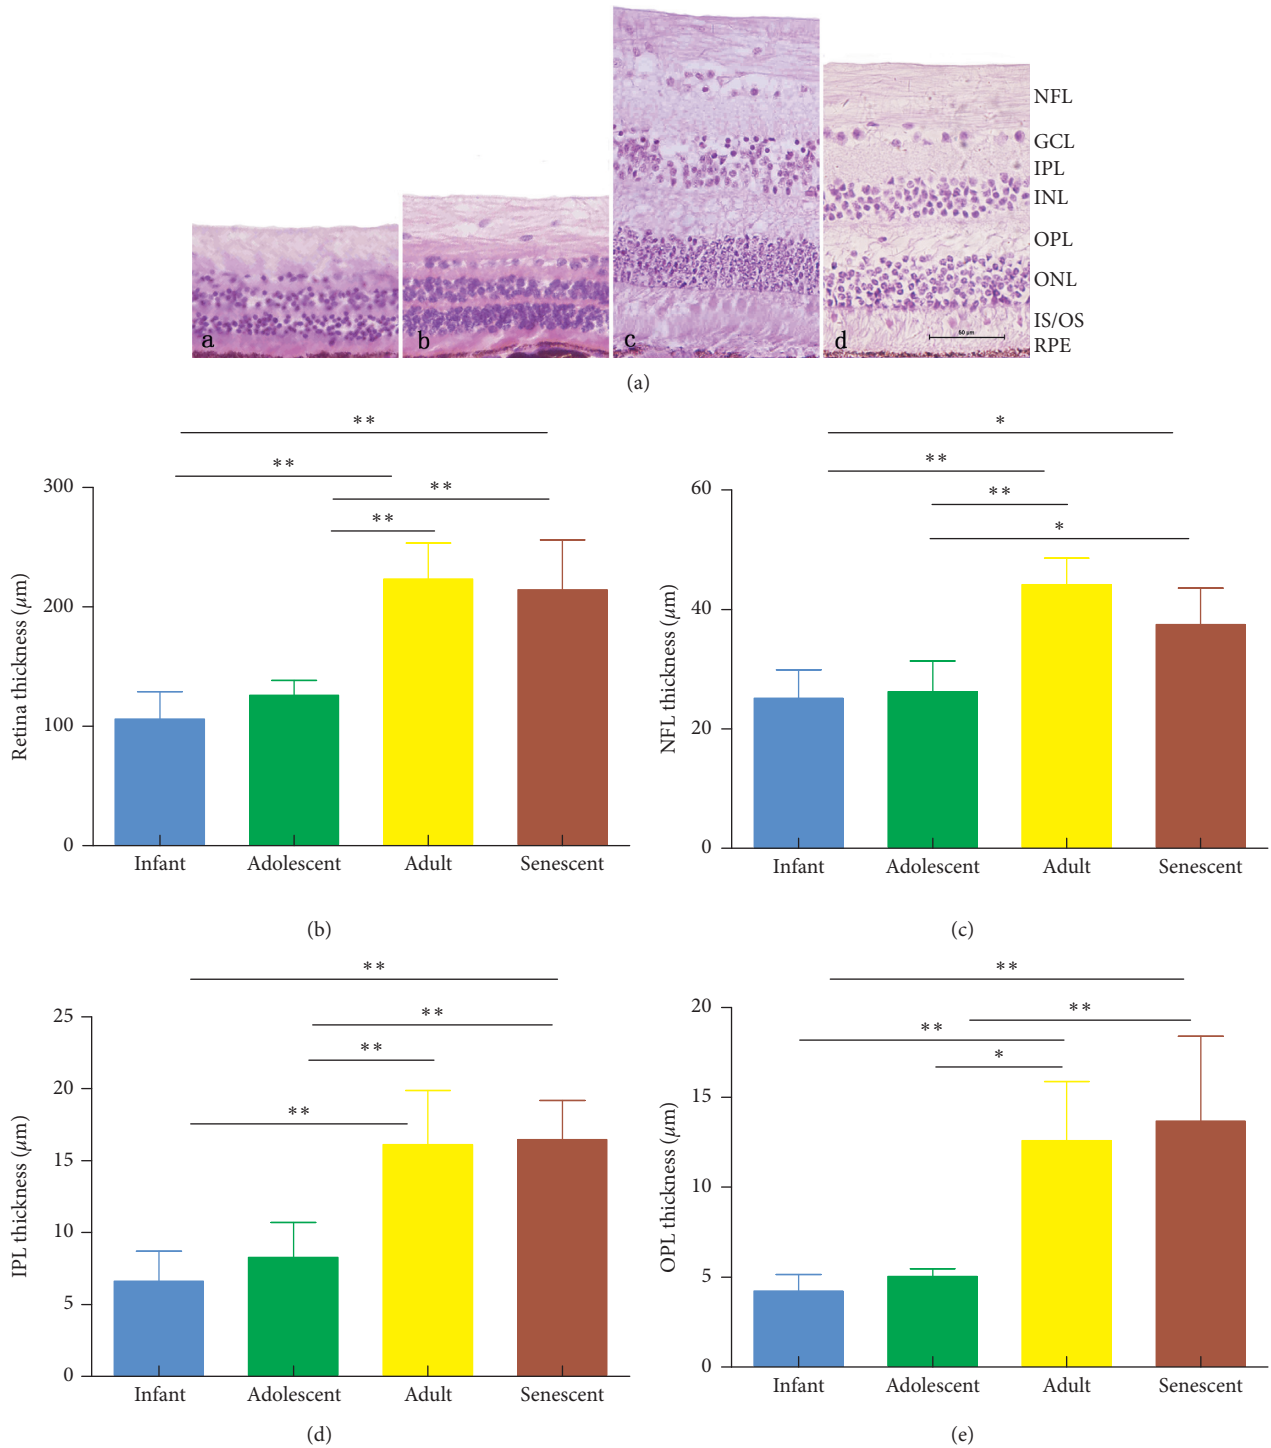 NFL
GCL
IPL
INL
OPL
ONL
IS/OS
RPE
a
b
c
d
50 μm
(a)
**
**
**
**
300
200
100
0
Retina thickness (μm)
Infant Adolescent Adult Senescent
(b)
*
**
**
*
60
40
20
0
NFL thickness (μm)
Infant Adolescent Adult Senescent
(c)
**
**
**
**
25
20
15
10
5
0
IPL thickness (μm)
Infant Adolescent Adult Senescent
(d)
**
**
**
*
20
15
10
5
0
OPL thickness (μm)
Infant Adolescent Adult Senescent
(e)